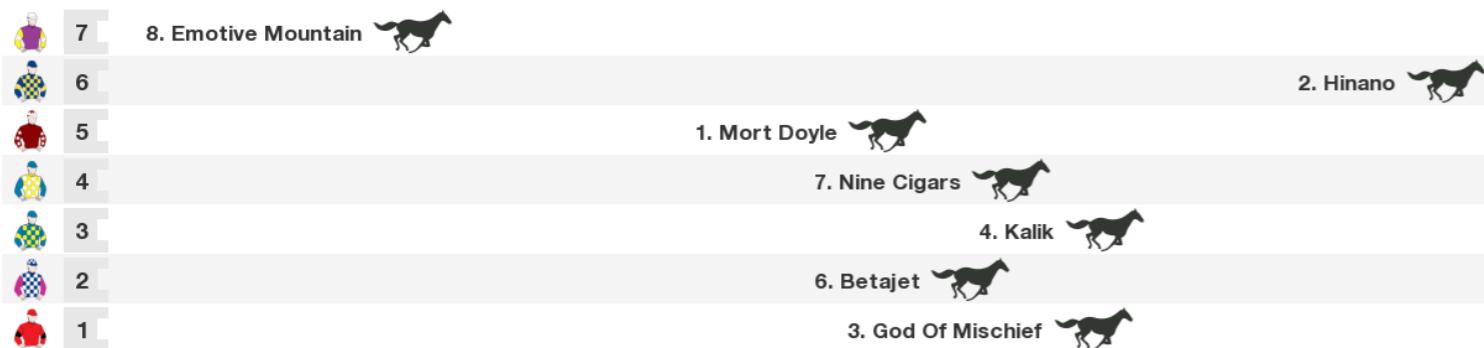 7 8. Emotive Mountain
6 2. Hinano
5 1. Mort Doyle
4 7. Nine Cigars
3 4. Kalik
2 6. Betajet
1 3. God Of Mischief